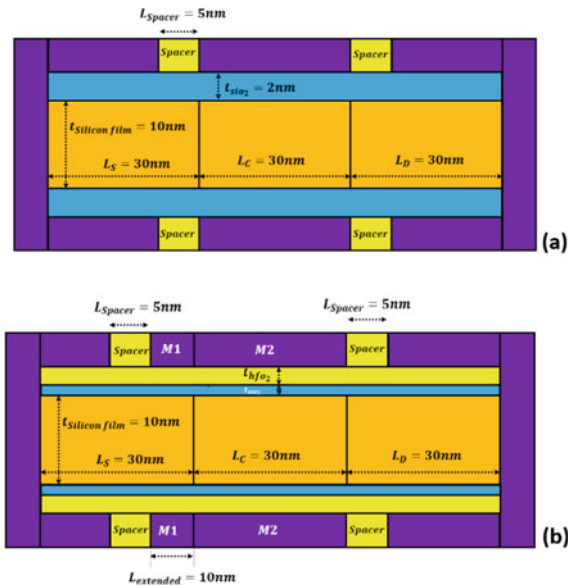 L_Spacer = 5nm
Spacer Spacer
t_sio₂ = 2nm
t_Silicon film = 10nm
L_S = 30nm L_C = 30nm L_D = 30nm
Spacer Spacer
(a)
L_Spacer = 5nm L_Spacer = 5nm
Spacer M1 M2 Spacer
t_hfo₂
t_Silicon film = 10nm
L_S = 30nm L_C = 30nm L_D = 30nm
Spacer M1 M2 Spacer
(b)
L_extended = 10nm